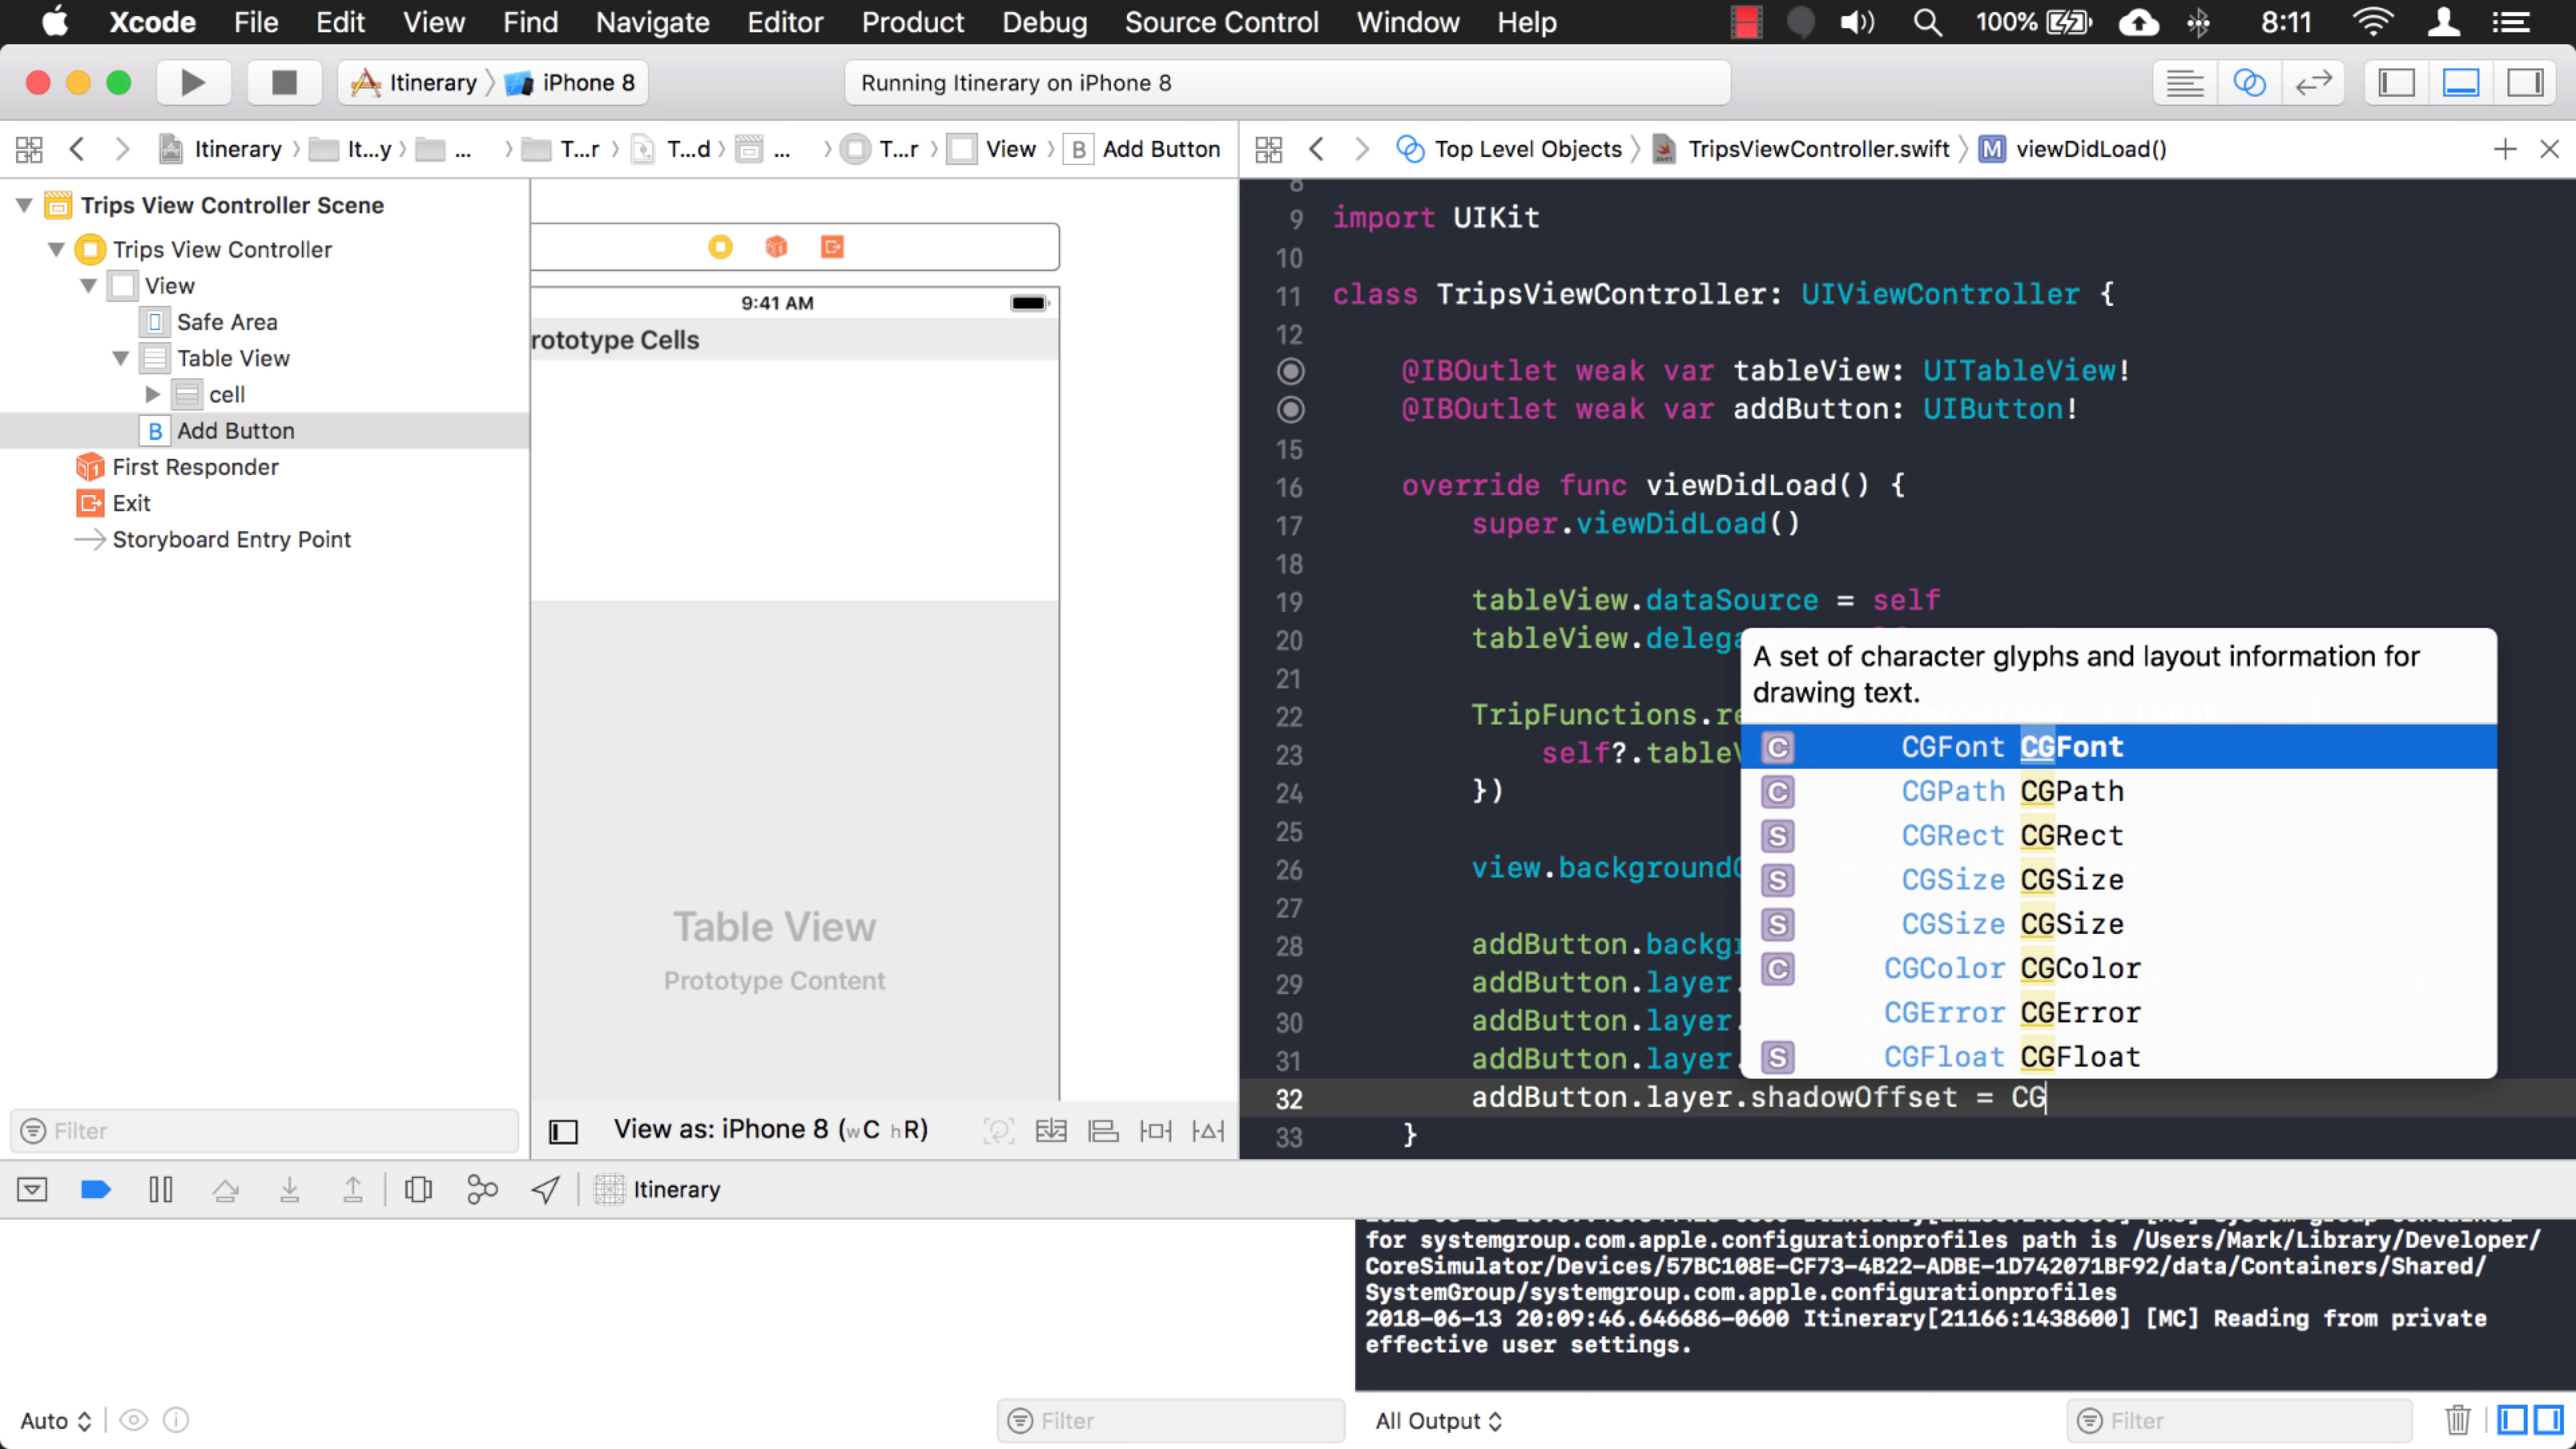 Xcode File Edit View Find Navigate Editor Product Debug Source Control Window Help 100% 8:11
Itinerary iPhone 8
Running Itinerary on iPhone 8
Itinerary It...y ... T...r T...d ... T...r View B Add Button
Top Level Objects TripsViewController.swift M viewDidLoad()
Trips View Controller Scene
Trips View Controller
View
Safe Area
Table View
cell
B Add Button
First Responder
Exit
Storyboard Entry Point
Filter
9:41 AM
rototype Cells
Table View
Prototype Content
View as: iPhone 8 (wC hR)
8
9 import UIKit
10
11 class TripsViewController: UIViewController {
12
@IBOutlet weak var tableView: UITableView!
@IBOutlet weak var addButton: UIButton!
15
16 override func viewDidLoad() {
17 super.viewDidLoad()
18
19 tableView.dataSource = self
20 tableView.delega
21
22 TripFunctions.re
23 self?.tableV
24 })
25
26 view.backgroundC
27
28 addButton.backgr
29 addButton.layer.
30 addButton.layer.
31 addButton.layer.
32 addButton.layer.shadowOffset = CG
33 }
A set of character glyphs and layout information for
drawing text.
C CGFont CGFont
C CGPath CGPath
S CGRect CGRect
S CGSize CGSize
S CGSize CGSize
C CGColor CGColor
CGError CGError
S CGFloat CGFloat
Itinerary
for systemgroup.com.apple.configurationprofiles path is /Users/Mark/Library/Developer/
CoreSimulator/Devices/57BC108E-CF73-4B22-ADBE-1D742071BF92/data/Containers/Shared/
SystemGroup/systemgroup.com.apple.configurationprofiles
2018-06-13 20:09:46.646686-0600 Itinerary[21166:1438600] [MC] Reading from private
effective user settings.
Auto
Filter
All Output
Filter